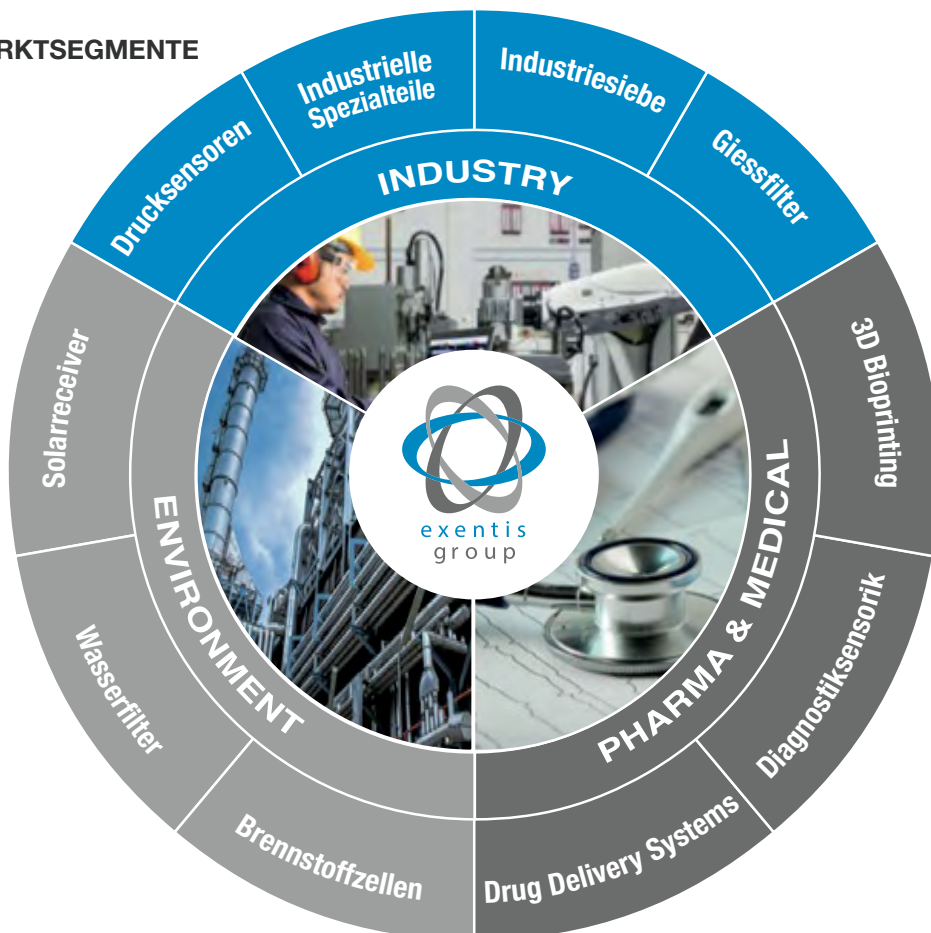 RKTSEGMENTE
Drucksensoren
Industrielle
Spezialteile
Industriesiebe
Giessfilter
INDUSTRY
3D Bioprinting
Diagnostiksensorik
Drug Delivery Systems
PHARMA & MEDICAL
Brennstoffzellen
Wasserfilter
Solarreceiver
ENVIRONMENT
exentis
group